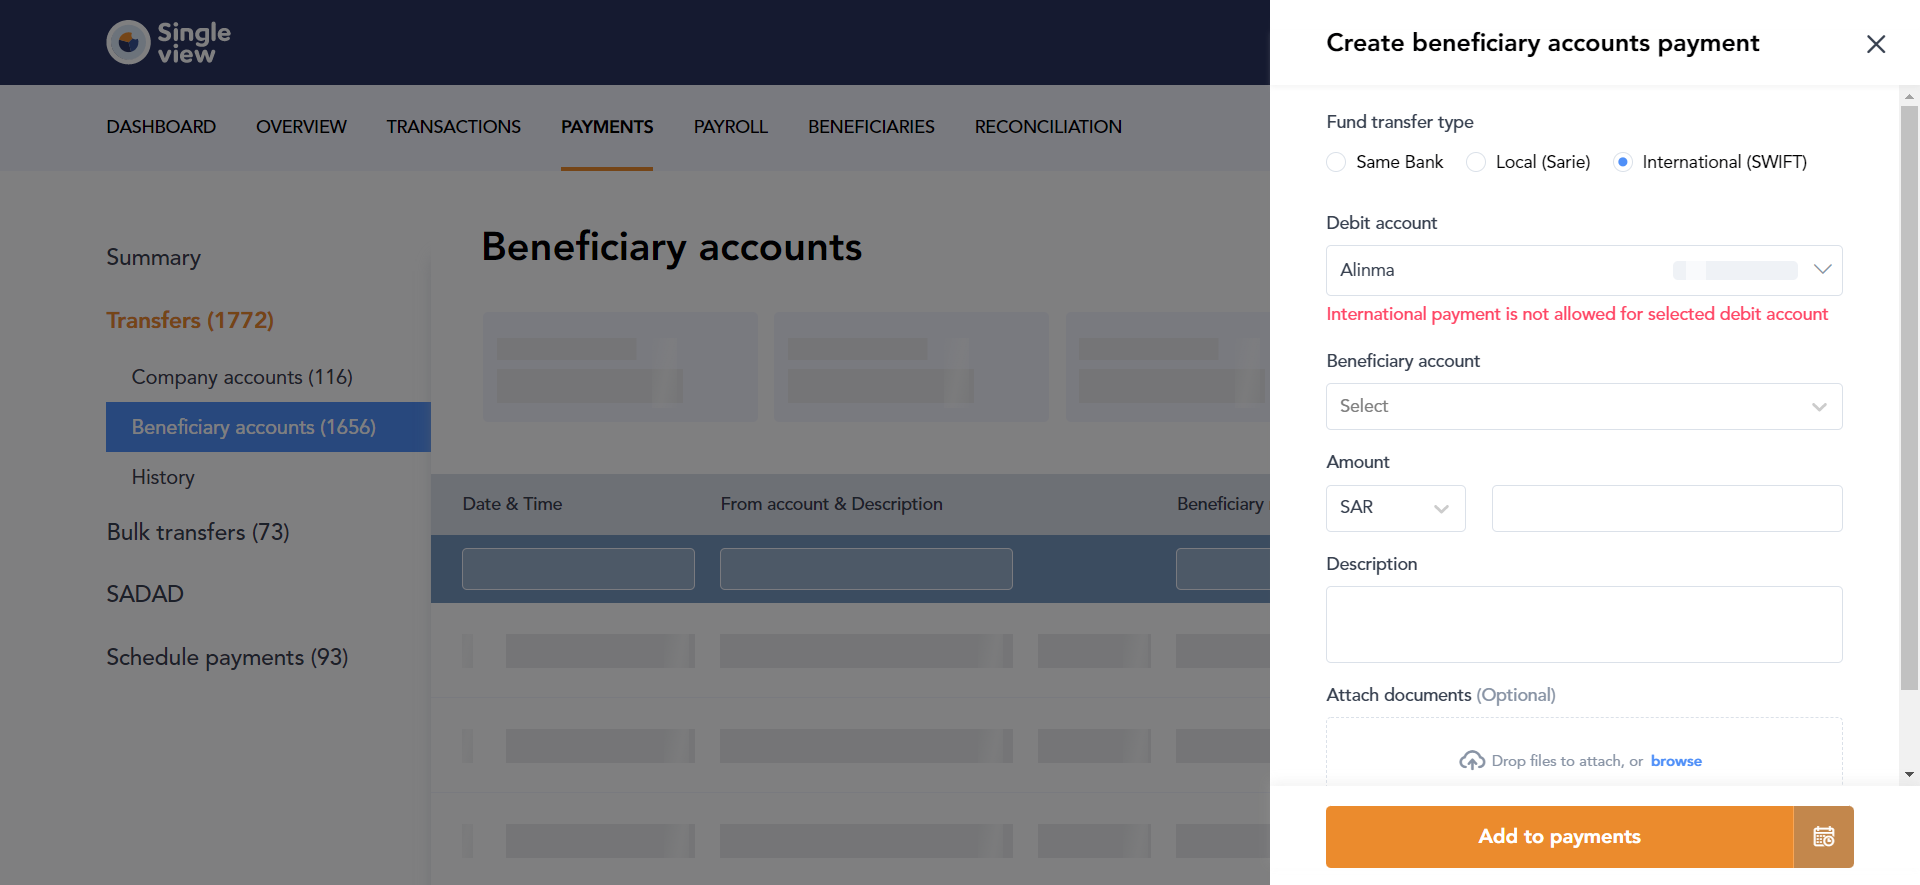 Single
view
DASHBOARD OVERVIEW TRANSACTIONS PAYMENTS PAYROLL BENEFICIARIES RECONCILIATION
Summary
Transfers (1772)
Company accounts (116)
Beneficiary accounts (1656)
History
Bulk transfers (73)
SADAD
Schedule payments (93)
Beneficiary accounts
Date & Time From account & Description Beneficiary
Create beneficiary accounts payment
Fund transfer type
Same Bank Local (Sarie) International (SWIFT)
Debit account
Alinma
International payment is not allowed for selected debit account
Beneficiary account
Select
Amount
SAR
Description
Attach documents (Optional)
Drop files to attach, or browse
Add to payments